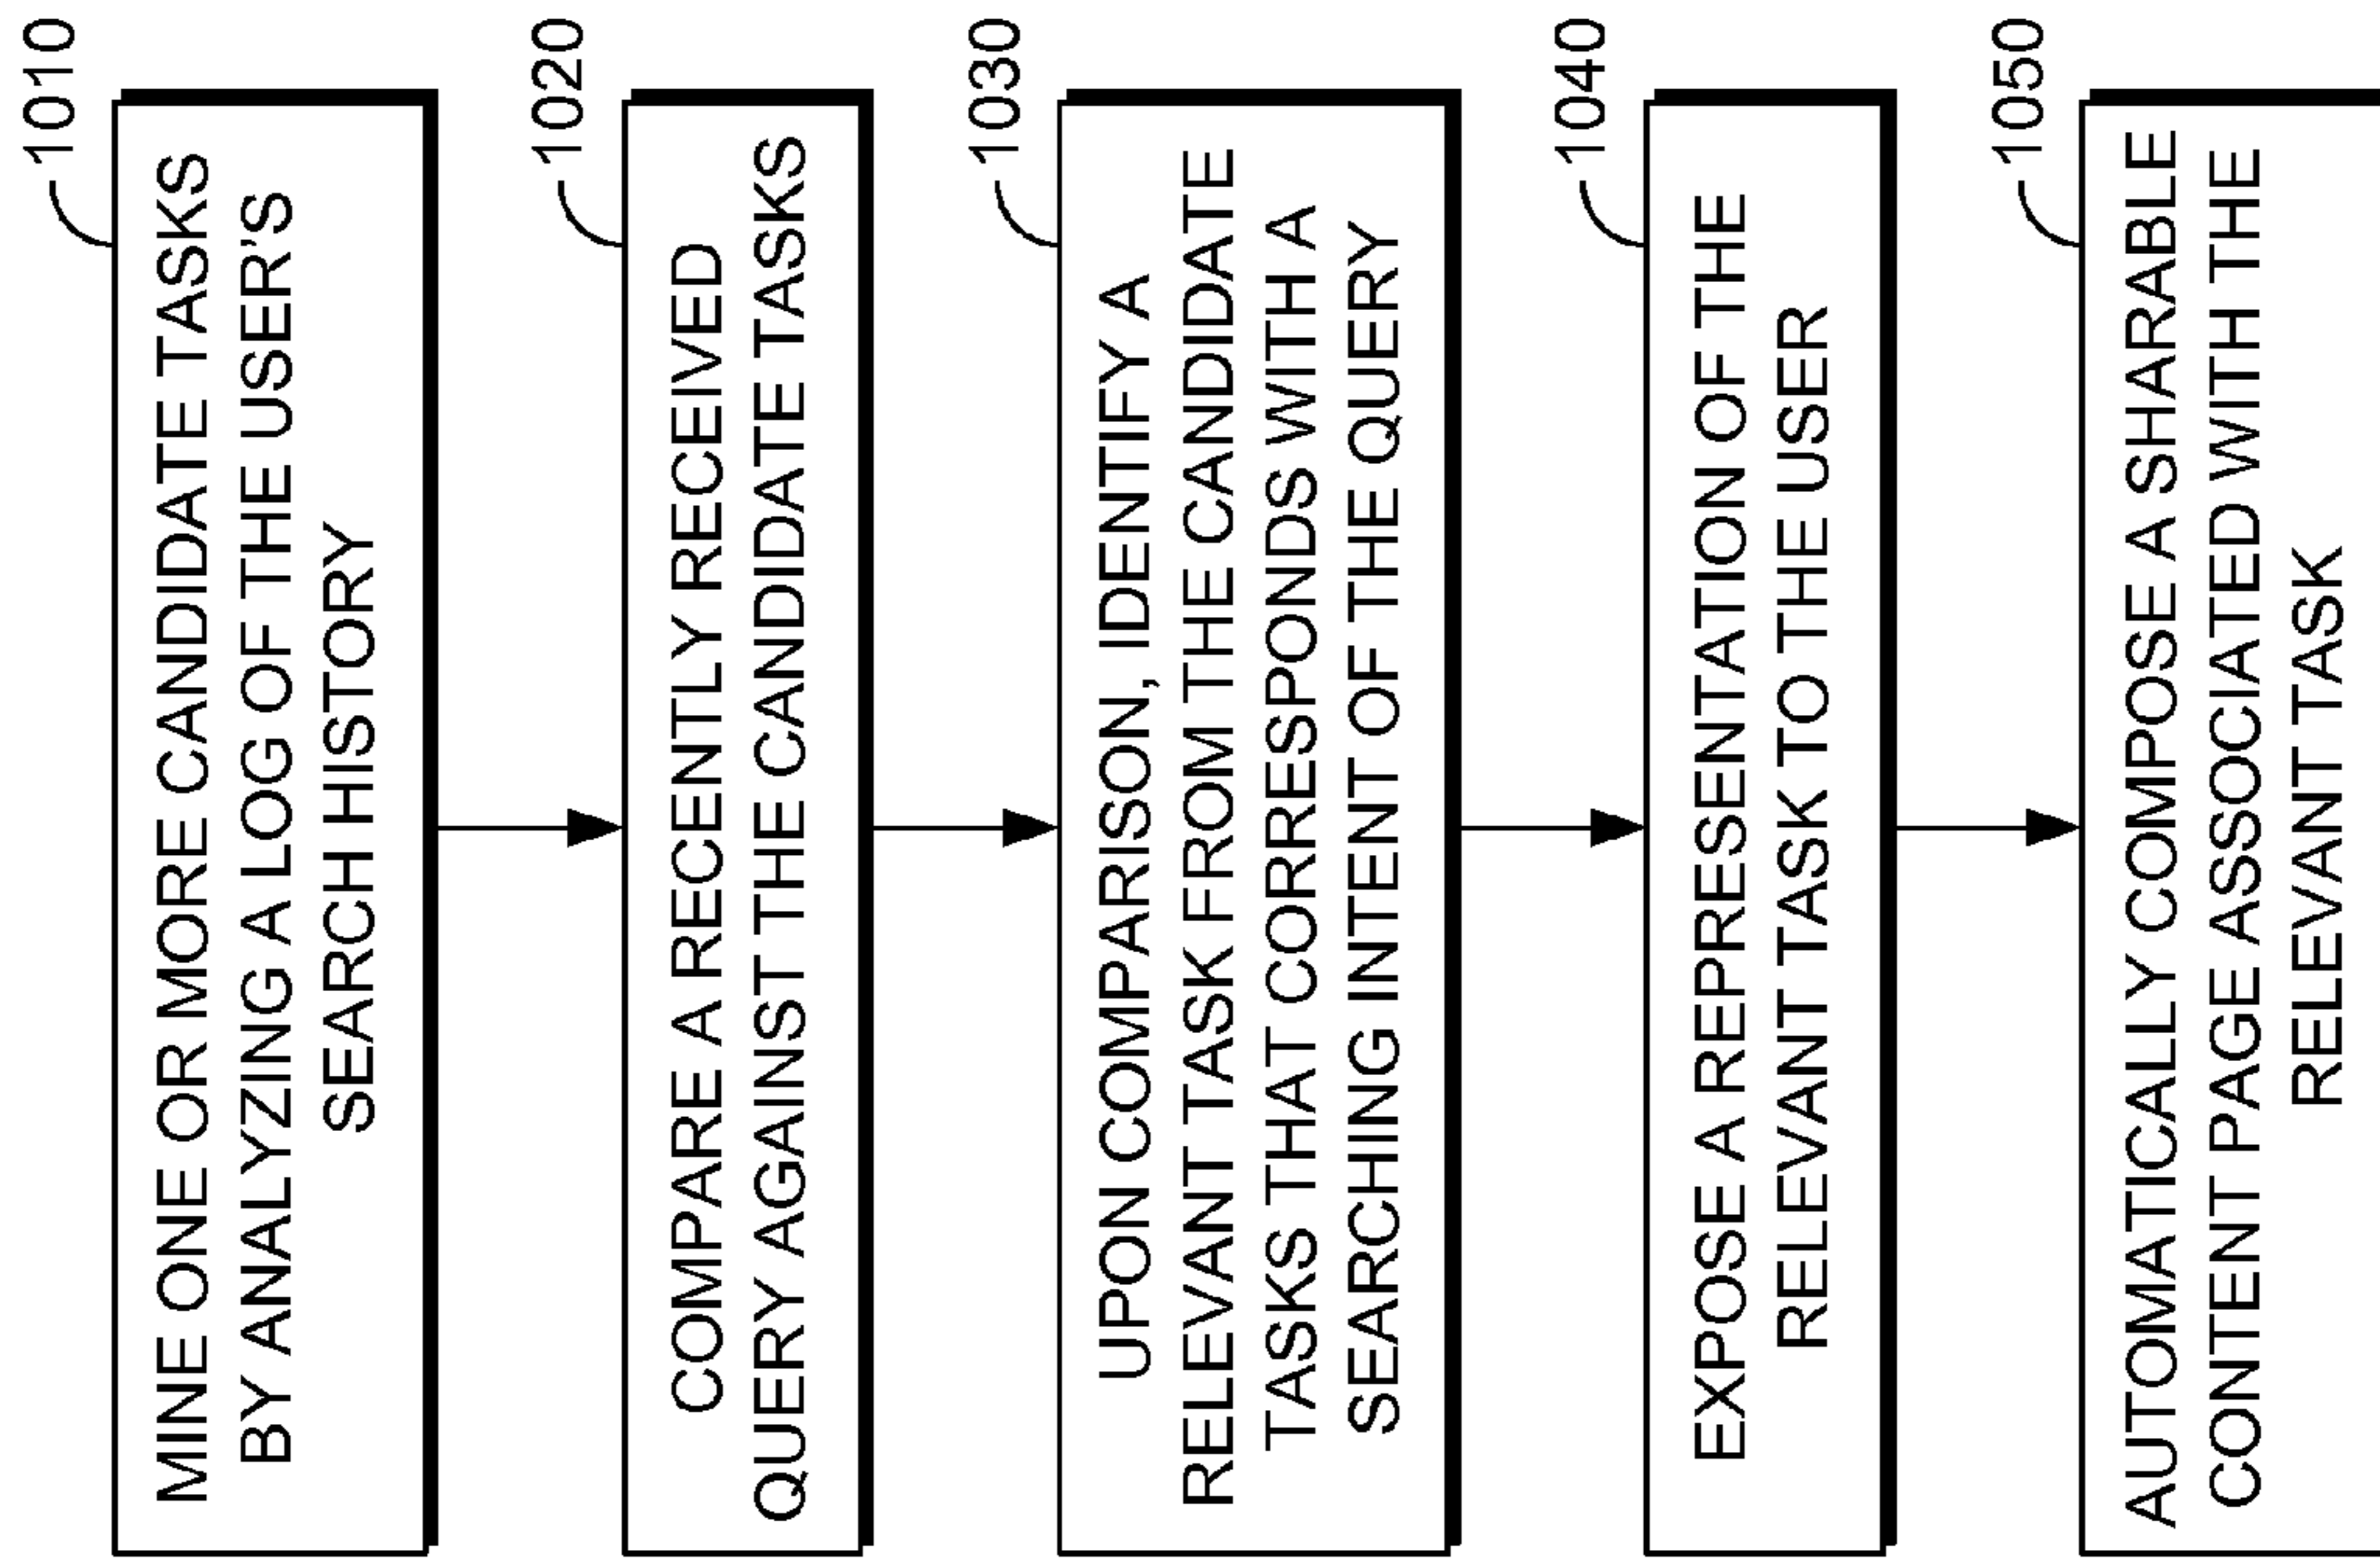 1010
MINE ONE OR MORE CANDIDATE TASKS
BY ANALYZING A LOG OF THE USER'S
SEARCH HISTORY
1020
COMPARE A RECENTLY RECEIVED
QUERY AGAINST THE CANDIDATE TASKS
1030
UPON COMPARISON, IDENTIFY A
RELEVANT TASK FROM THE CANDIDATE
TASKS THAT CORRESPONDS WITH A
SEARCHING INTENT OF THE QUERY
1040
EXPOSE A REPRESENTATION OF THE
RELEVANT TASK TO THE USER
1050
AUTOMATICALLY COMPOSE A SHARABLE
CONTENT PAGE ASSOCIATED WITH THE
RELEVANT TASK